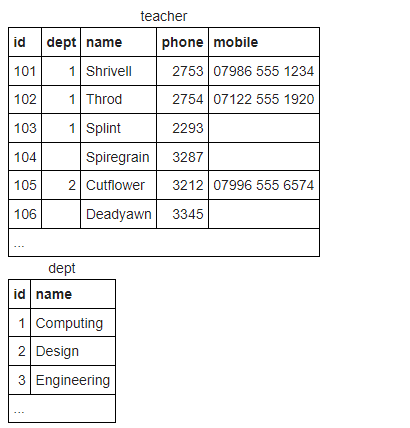 teacher
id dept name phone mobile
101 1 Shrivell 2753 07986 555 1234
102 1 Throd 2754 07122 555 1920
103 1 Splint 2293
104 Spiregrain 3287
105 2 Cutflower 3212 07996 555 6574
106 Deadyawn 3345
...
dept
id name
1 Computing
2 Design
3 Engineering
...